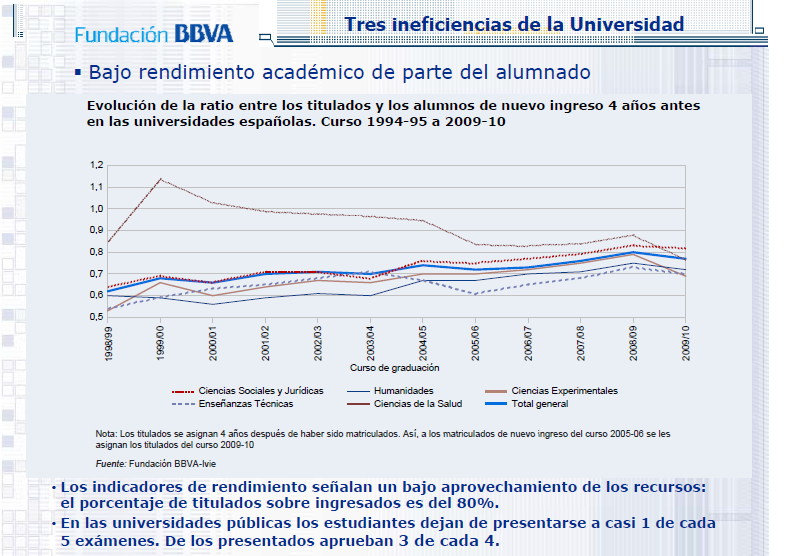 Fundación BBVA
Tres ineficiencias de la Universidad
▪ Bajo rendimiento académico de parte del alumnado
Evolución de la ratio entre los titulados y los alumnos de nuevo ingreso 4 años antes
en las universidades españolas. Curso 1994-95 a 2009-10
1,2
1,1
1,0
0,9
0,8
0,7
0,6
0,5
1998/99
1999/00
2000/01
2001/02
2002/03
2003/04
2004/05
2005/06
2006/07
2007/08
2008/09
2009/10
Curso de graduación
Ciencias Sociales y Jurídicas
Humanidades
Ciencias Experimentales
Enseñanzas Técnicas
Ciencias de la Salud
Total general
Nota: Los titulados se asignan 4 años después de haber sido matriculados. Así, a los matriculados de nuevo ingreso del curso 2005-06 se les
asignan los titulados del curso 2009-10
Fuente: Fundación BBVA-Ivie
• Los indicadores de rendimiento señalan un bajo aprovechamiento de los recursos:
el porcentaje de titulados sobre ingresados es del 80%.
• En las universidades públicas los estudiantes dejan de presentarse a casi 1 de cada
5 exámenes. De los presentados aprueban 3 de cada 4.